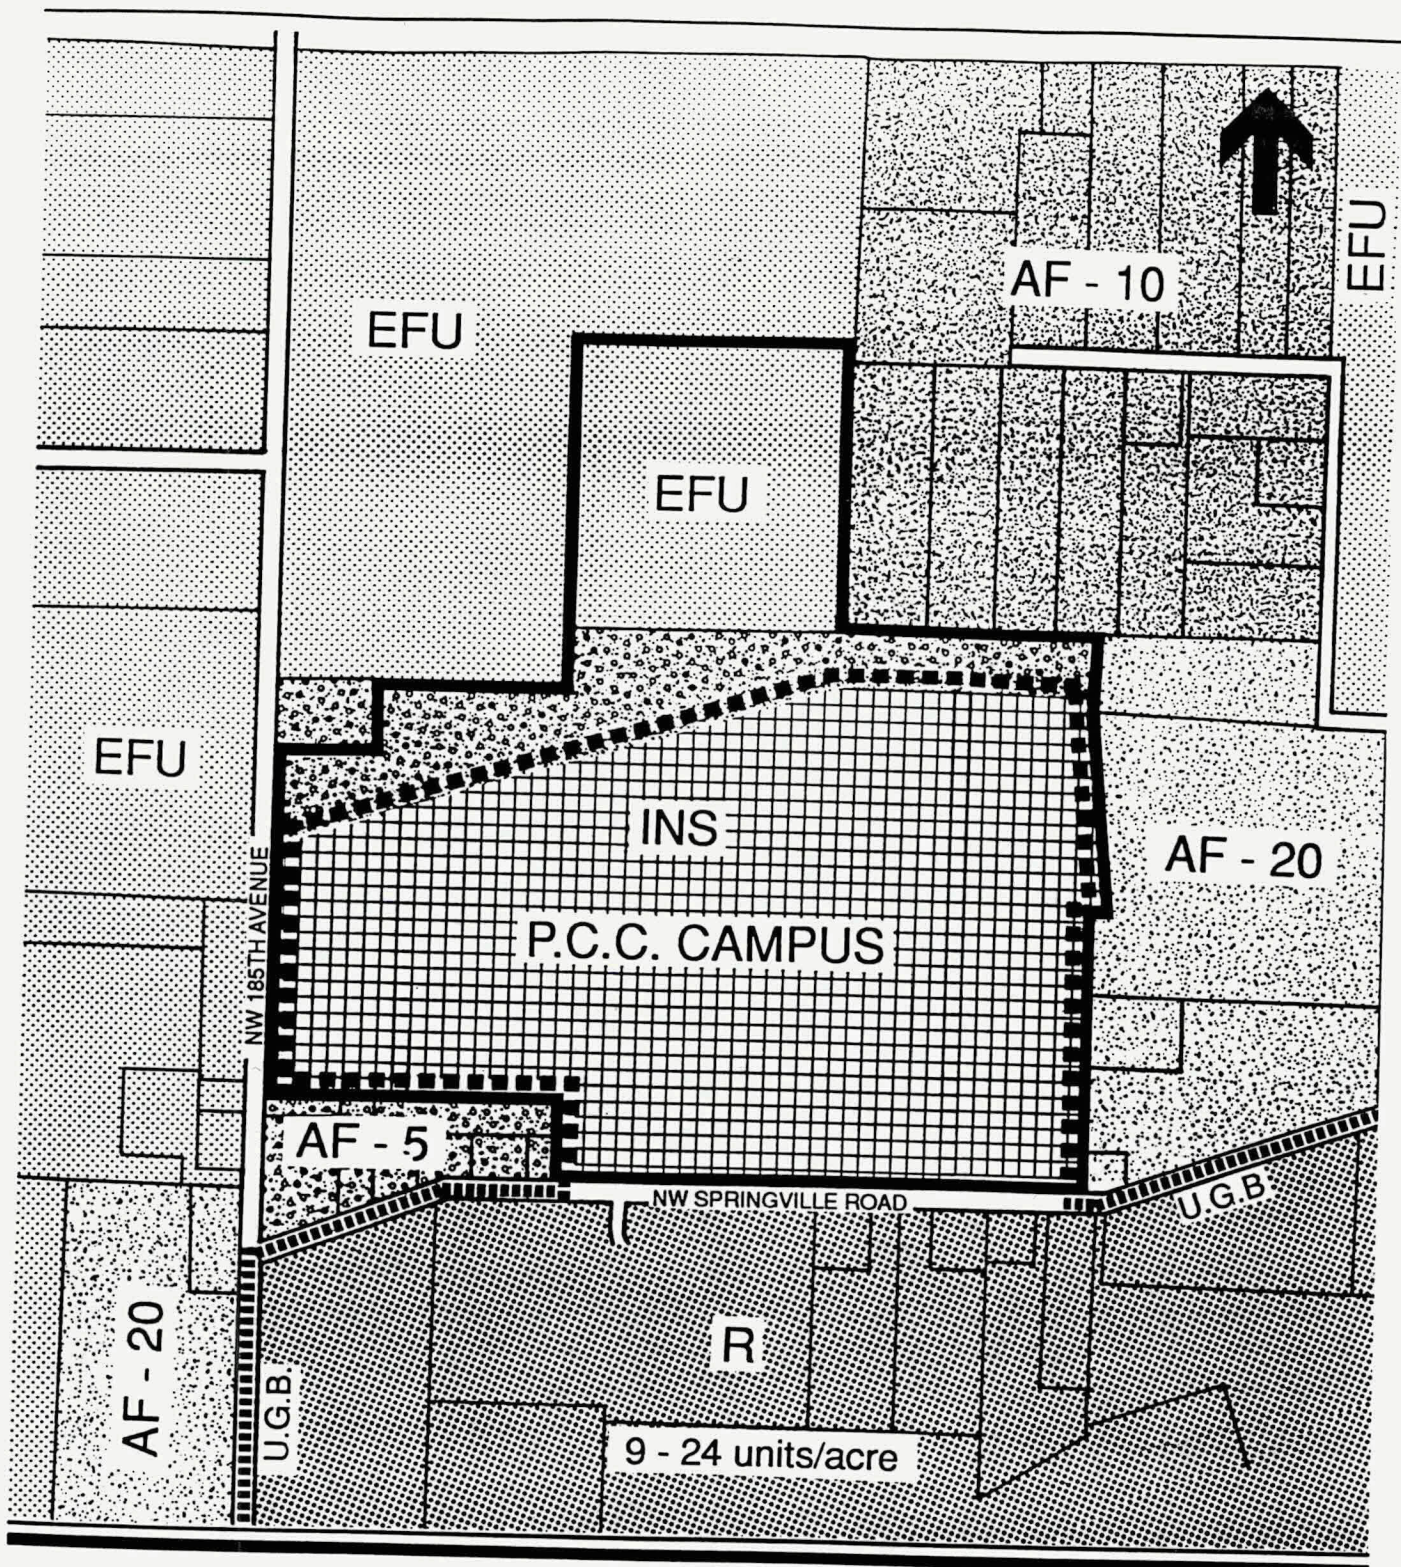 EFU
AF - 10
EFU
EFU
EFU
INS
AF - 20
P.C.C. CAMPUS
NW 185TH AVENUE
AF - 5
NW SPRINGVILLE ROAD
U.G.B.
AF - 20
U.G.B.
R
9 - 24 units/acre